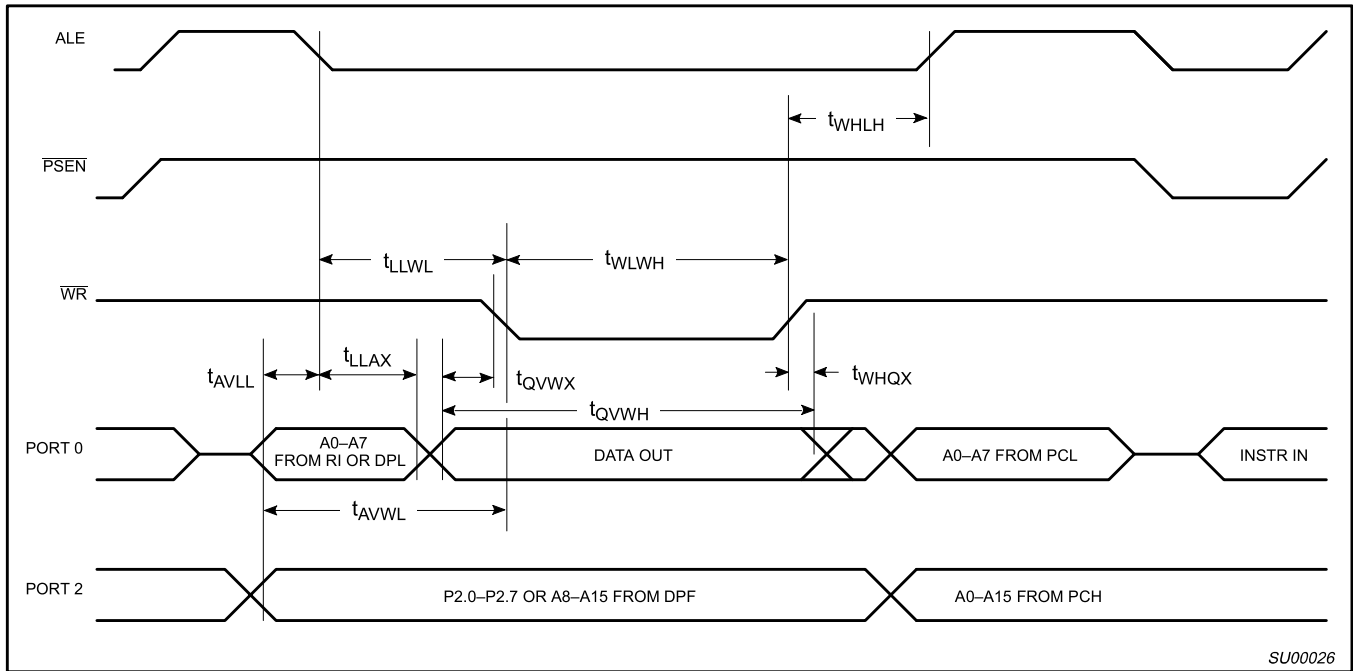 ALE
tWHLH
PSEN
tLLWL
tWLWH
WR
tAVLL
tLLAX
tQVWX
tWHQX
tQVWH
PORT 0
A0–A7
FROM RI OR DPL
DATA OUT
A0–A7 FROM PCL
INSTR IN
tAVWL
PORT 2
P2.0–P2.7 OR A8–A15 FROM DPF
A0–A15 FROM PCH
SU00026